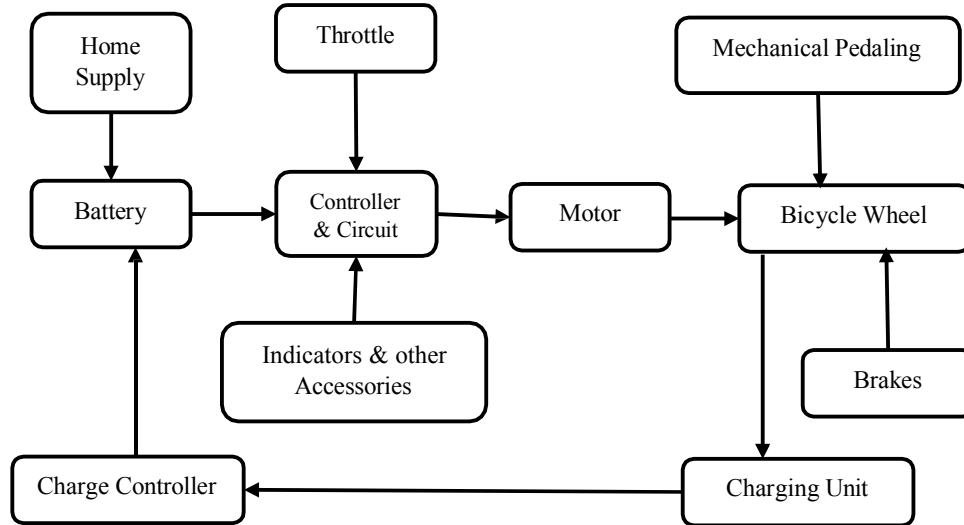 Home
Supply
Throttle
Mechanical Pedaling
Battery
Controller
& Circuit
Motor
Bicycle Wheel
Indicators & other
Accessories
Brakes
Charge Controller
Charging Unit